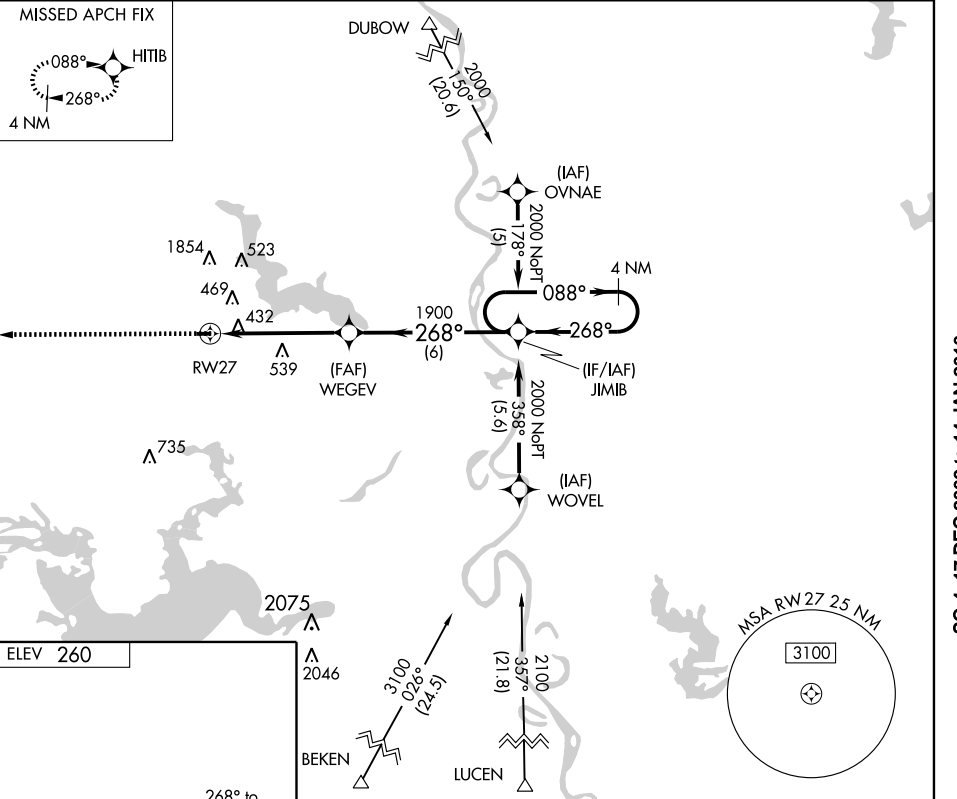 MISSED APCH FIX
HITIB
088°
268°
4 NM
DUBOW
2000
150°
(20.6)
(IAF)
OVNAE
2000 NoPT
178°
(5)
4 NM
088°
268°
1854
523
469
432
539
RW27
(FAF)
WEGEV
1900
268°
(6)
(IF/IAF)
JIMIB
2000 NoPT
358°
(5.6)
(IAF)
WOVEL
735
2075
2046
ELEV 260
3100
026°
(24.5)
BEKEN
2100
357°
(21.8)
LUCEN
MSA RW27 25 NM
3100
268° to